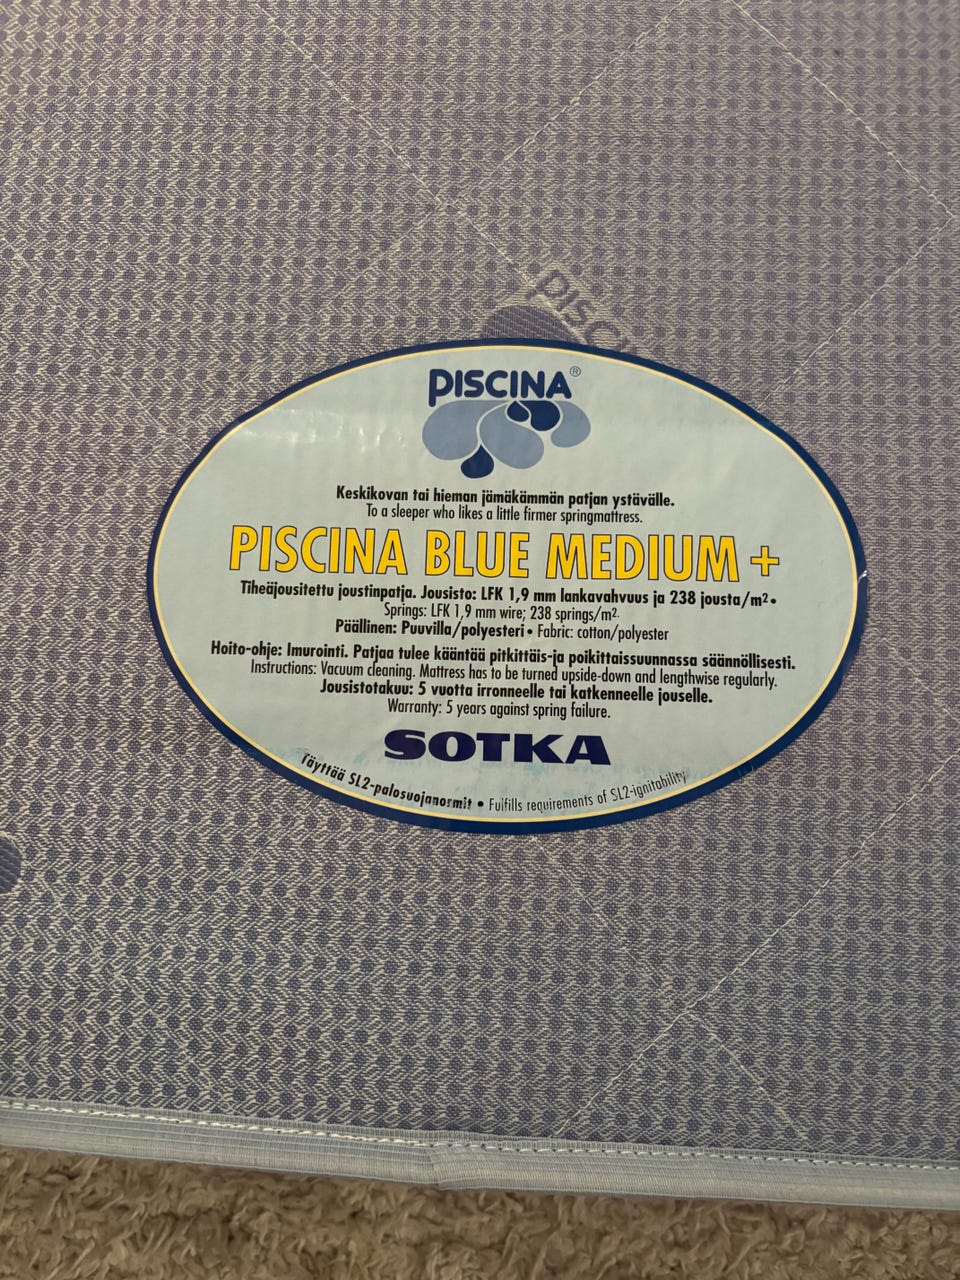 PISCI
PISCINA®
Keskikovan tai hieman jämäkämmän patjan ystävälle.
To a sleeper who likes a little firmer springmattress.
PISCINA BLUE MEDIUM +
Tiheäjousitettu joustinpatja. Jousisto: LFK 1,9 mm lankavahvuus ja 238 jousta/m² •
Springs: LFK 1,9 mm wire; 238 springs/m².
Päällinen: Puuvilla/polyesteri • Fabric: cotton/polyester
Hoito-ohje: Imurointi. Patjaa tulee kääntää pitkittäis-ja poikittaissuunnassa säännöllisesti.
Instructions: Vacuum cleaning. Mattress has to be turned upside-down and lengthwise regularly.
Jousistotakuu: 5 vuotta irronneelle tai katkenneelle jouselle.
Warranty: 5 years against spring failure.
SOTKA
Täyttää SL2-palosuojanormit • Fulfills requirements of SL2-ignitability